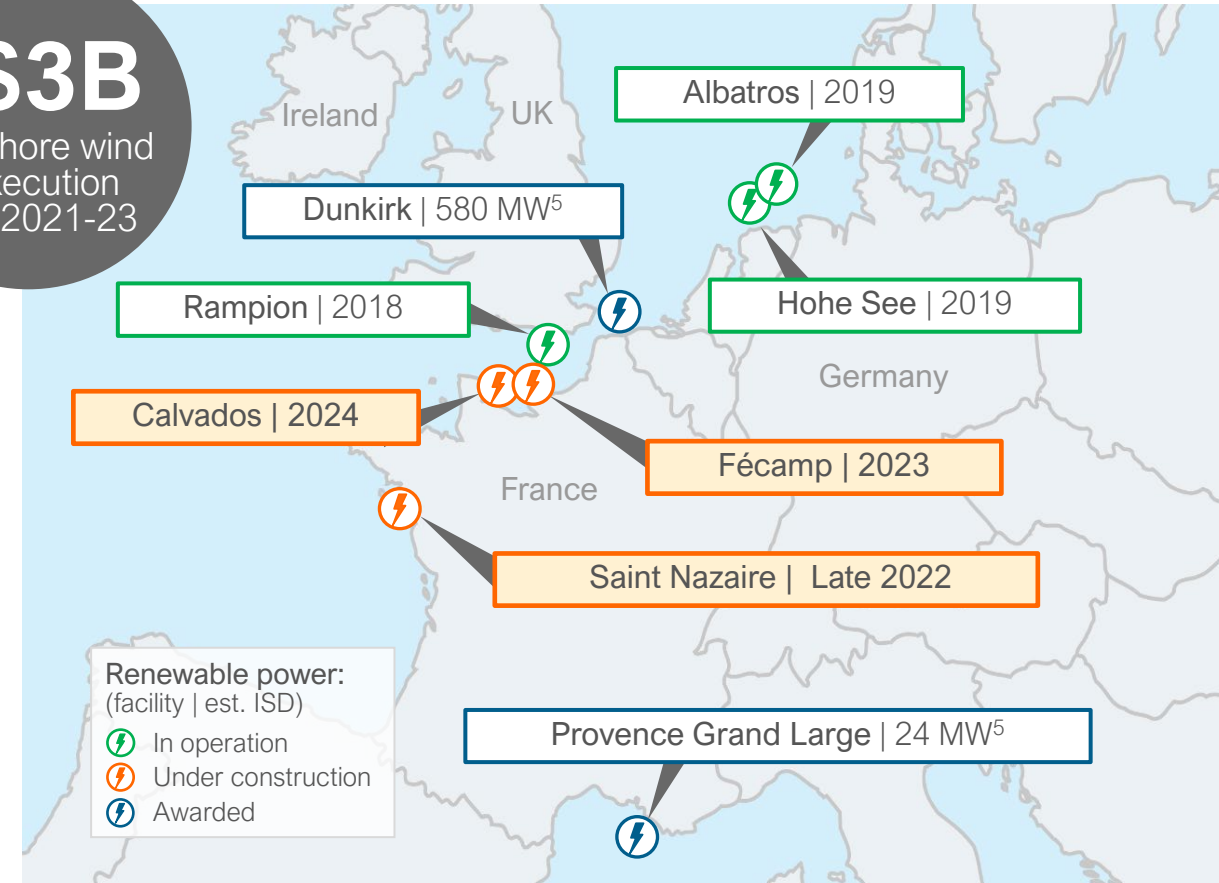 S3B
hore wind
xecution
2021-23
Ireland
UK
Albatros | 2019
Dunkirk | 580 MW⁵
Rampion | 2018
Hohe See | 2019
Germany
Calvados | 2024
Fécamp | 2023
France
Saint Nazaire | Late 2022
Renewable power:
(facility | est. ISD)
In operation
Under construction
Awarded
Provence Grand Large | 24 MW⁵